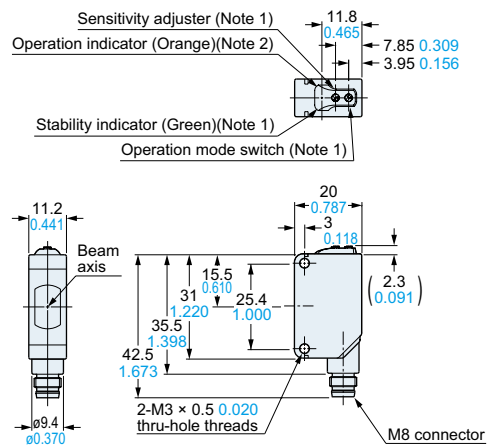 Sensitivity adjuster (Note 1)
11.8
0.465
Operation indicator (Orange)(Note 2)
7.85 0.309
3.95 0.156
Stability indicator (Green)(Note 1)
Operation mode switch (Note 1)
11.2
0.441
20
0.787
3
0.118
Beam
axis
15.5
0.610
2.3
0.091
25.4
1.000
31
1.220
35.5
1.398
42.5
1.673
ø9.4
ø0.370
2-M3 × 0.5 0.020
thru-hole threads
M8 connector